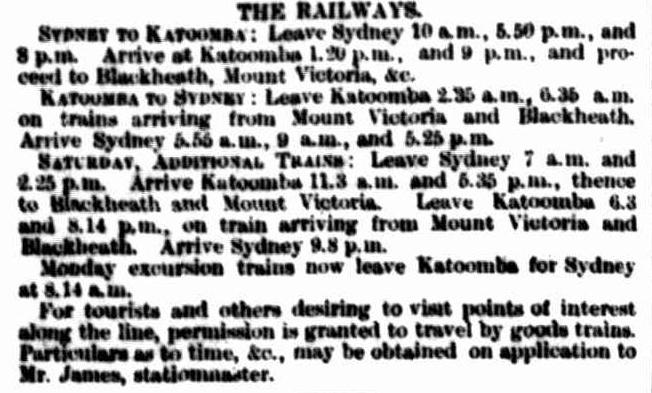 THE RAILWAYS.
SYDNEY TO KATOOMBA: Leave Sydney 10 a.m., 5.50 p.m., and
8 p.m. Arrive at Katoomba 1.20 p.m., and 9 p.m., and pro-
ceed to Blackheath, Mount Victoria, &c.
KATOOMBA TO SYDNEY: Leave Katoomba 2.35 a.m., 6.35 a.m.
on trains arriving from Mount Victoria and Blackheath.
Arrive Sydney 5.55 a.m., 9 a.m., and 5.25 p.m.
SATURDAY, ADDITIONAL TRAINS: Leave Sydney 7 a.m. and
2.25 p.m. Arrive Katoomba 11.3 a.m. and 5.35 p.m., thence
to Blackheath and Mount Victoria. Leave Katoomba 6.3
and 8.14 p.m., on train arriving from Mount Victoria and
Blackheath. Arrive Sydney 9.8 p.m.
Monday excursion trains now leave Katoomba for Sydney
at 8.14 a.m.
For tourists and others desiring to visit points of interest
along the line, permission is granted to travel by goods trains.
Particulars as to time, &c., may be obtained on application to
Mr. James, stationmaster.